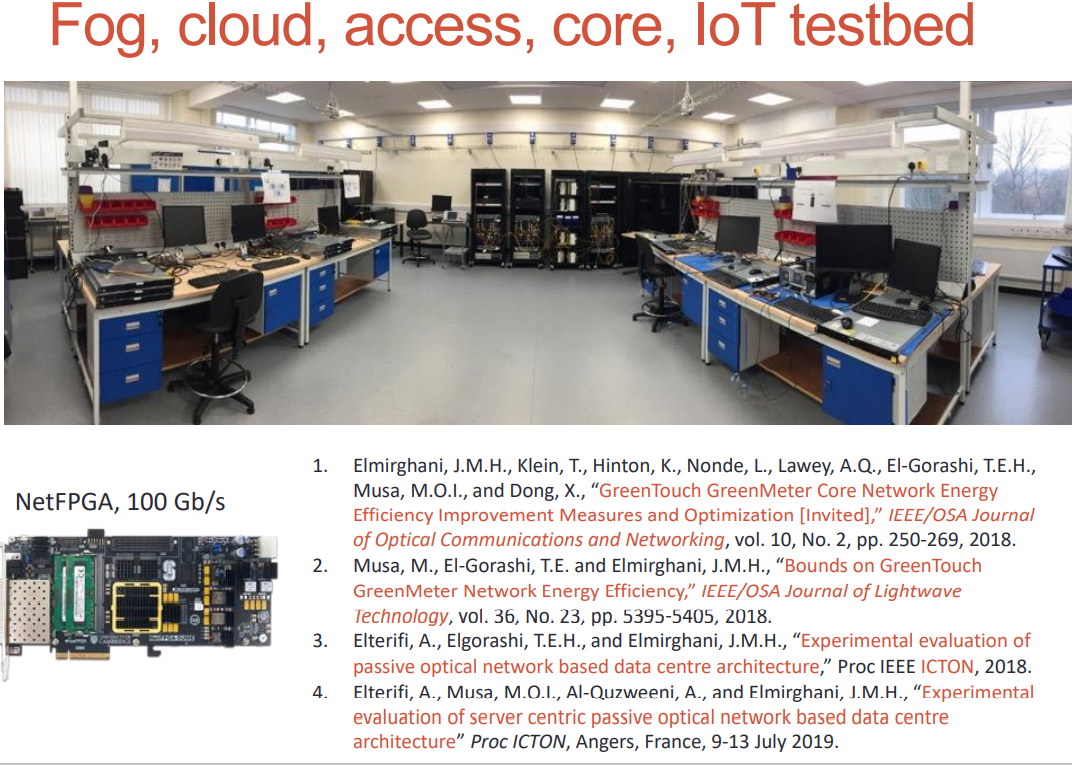 Fog, cloud, access, core, IoT testbed
NetFPGA, 100 Gb/s
1. Elmirghani, J.M.H., Klein, T., Hinton, K., Nonde, L., Lawey, A.Q., El-Gorashi, T.E.H.,
Musa, M.O.I., and Dong, X., “GreenTouch GreenMeter Core Network Energy
Efficiency Improvement Measures and Optimization [Invited],” IEEE/OSA Journal
of Optical Communications and Networking, vol. 10, No. 2, pp. 250-269, 2018.
2. Musa, M., El-Gorashi, T.E. and Elmirghani, J.M.H., “Bounds on GreenTouch
GreenMeter Network Energy Efficiency,” IEEE/OSA Journal of Lightwave
Technology, vol. 36, No. 23, pp. 5395-5405, 2018.
3. Elterifi, A., Elgorashi, T.E.H., and Elmirghani, J.M.H., “Experimental evaluation of
passive optical network based data centre architecture,” Proc IEEE ICTON, 2018.
4. Elterifi, A., Musa, M.O.I., Al-Quzweeni, A., and Elmirghani, J.M.H., “Experimental
evaluation of server centric passive optical network based data centre
architecture” Proc ICTON, Angers, France, 9-13 July 2019.